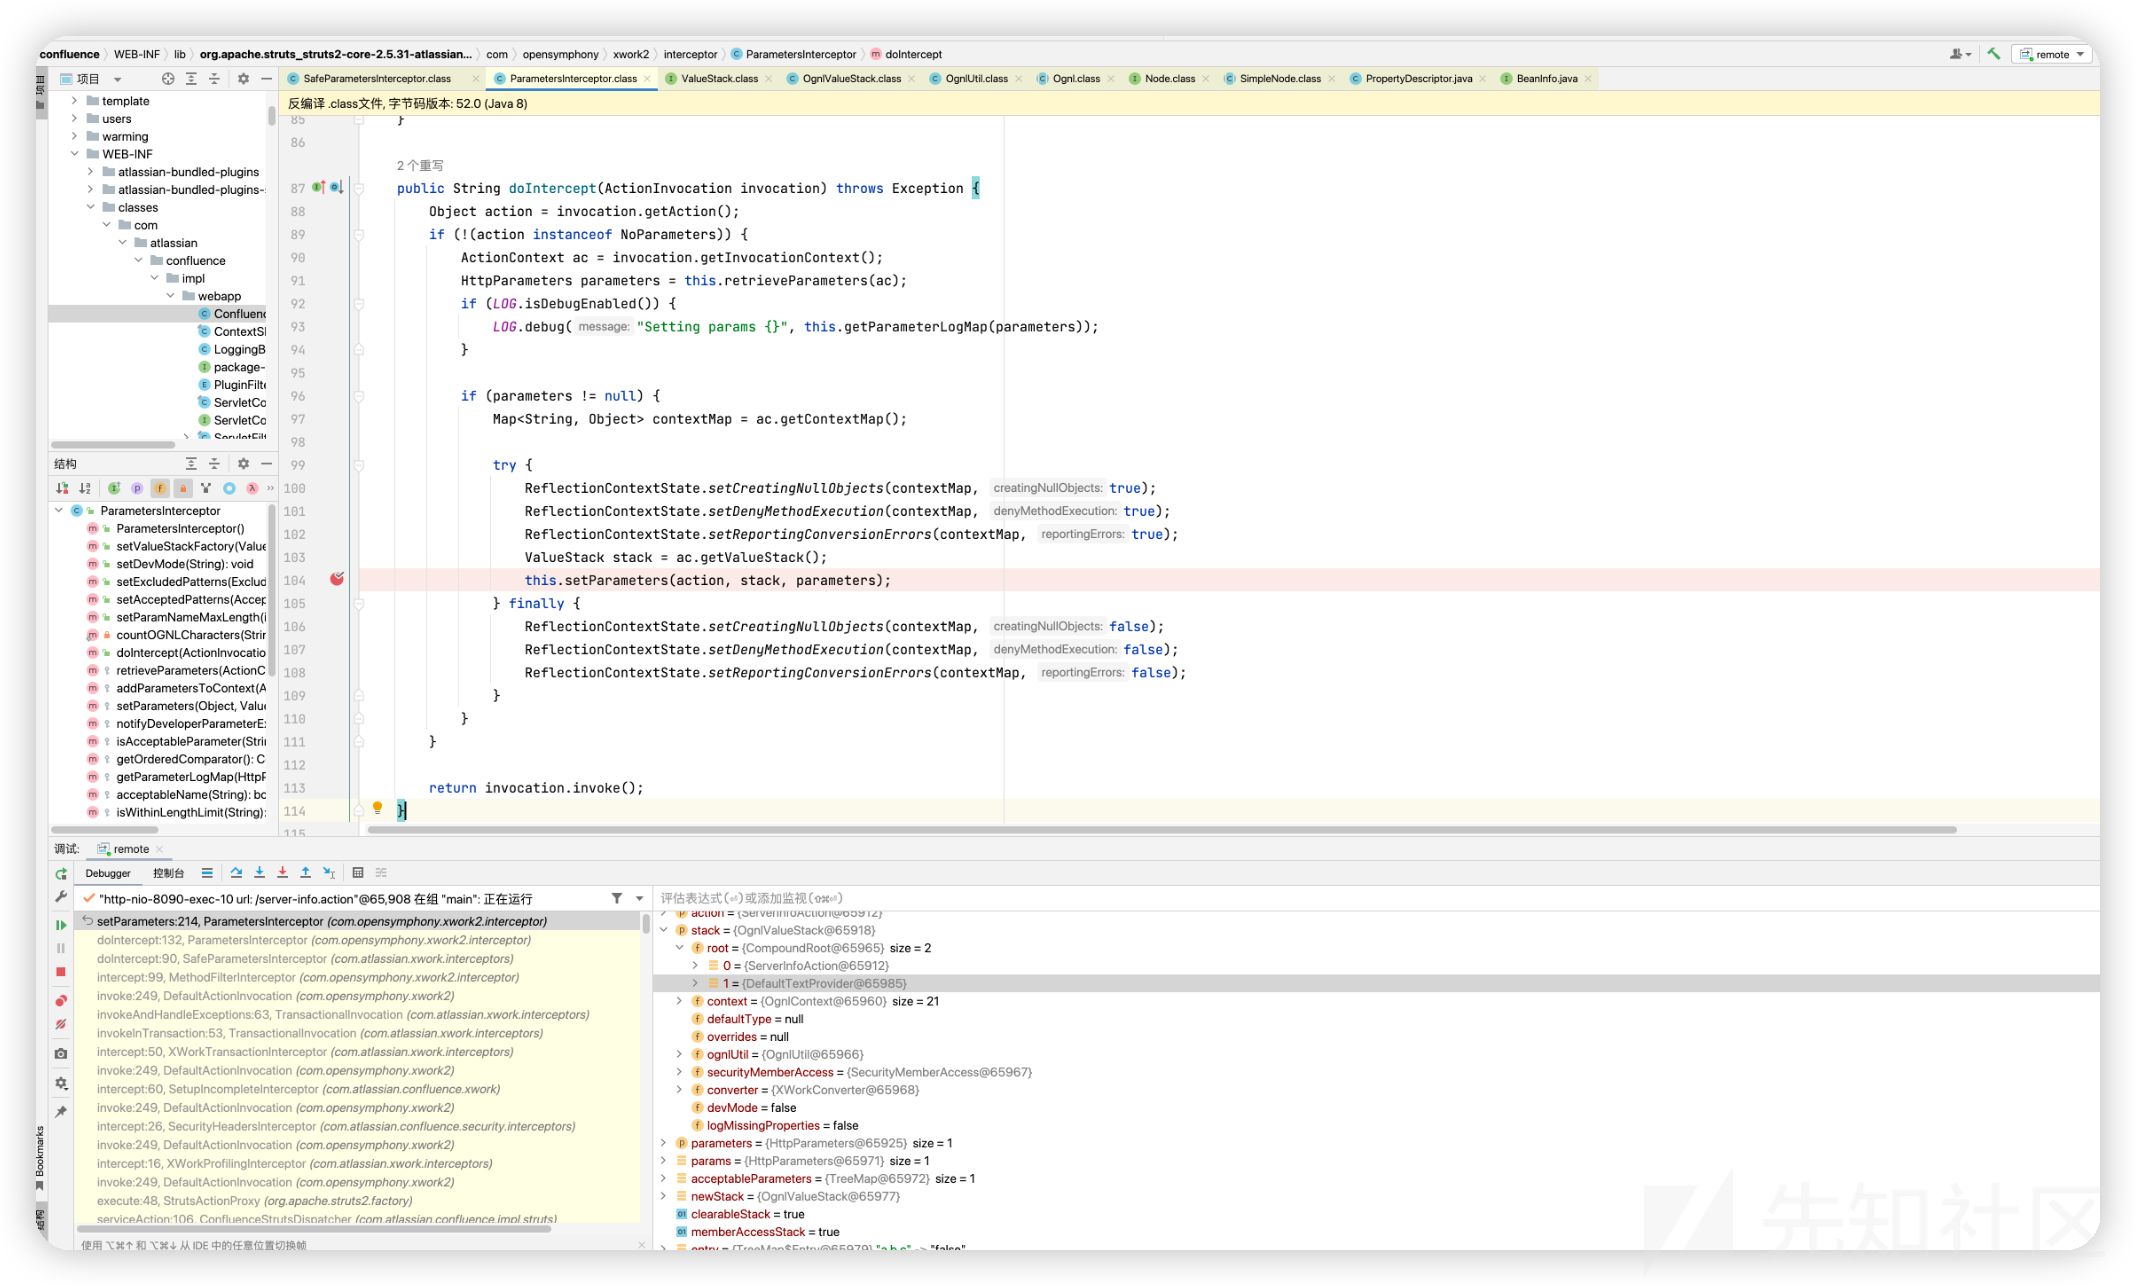 confluence 〉 WEB-INF 〉 lib 〉 org.apache.struts_struts2-core-2.5.31-atlassian... 〉 com 〉 opensymphony 〉 xwork2 〉 interceptor 〉 ParametersInterceptor 〉 doIntercept
remote
项目
SafeParametersInterceptor.class
ParametersInterceptor.class
ValueStack.class
OgnlValueStack.class
OgnlUtil.class
Ognl.class
Node.class
SimpleNode.class
PropertyDescriptor.java
BeanInfo.java
反编译 .class文件, 字节码版本: 52.0 (Java 8)
template
users
warming
WEB-INF
atlassian-bundled-plugins
atlassian-bundled-plugins-
classes
com
atlassian
confluence
impl
webapp
Confluenc
ContextSl
LoggingB
package-
PluginFilte
ServletCo
ServletCo
ServletFilt
结构
ParametersInterceptor
ParametersInterceptor()
setValueStackFactory(Value
setDevMode(String): void
setExcludedPatterns(Exclud
setAcceptedPatterns(Accep
setParamNameMaxLength(i
countOGNLCharacters(Strir
doIntercept(ActionInvocatio
retrieveParameters(ActionC
addParametersToContext(A
setParameters(Object, Value
notifyDeveloperParameterE
isAcceptableParameter(Stri
getOrderedComparator(): C
getParameterLogMap(HttpF
acceptableName(String): bo
isWithinLengthLimit(String):
85 }
86
2 个重写
87 public String doIntercept(ActionInvocation invocation) throws Exception {
88 Object action = invocation.getAction();
89 if (!(action instanceof NoParameters)) {
90 ActionContext ac = invocation.getInvocationContext();
91 HttpParameters parameters = this.retrieveParameters(ac);
92 if (LOG.isDebugEnabled()) {
93 LOG.debug( message: "Setting params {}", this.getParameterLogMap(parameters));
94 }
95
96 if (parameters != null) {
97 Map<String, Object> contextMap = ac.getContextMap();
98
99 try {
100 ReflectionContextState.setCreatingNullObjects(contextMap, creatingNullObjects: true);
101 ReflectionContextState.setDenyMethodExecution(contextMap, denyMethodExecution: true);
102 ReflectionContextState.setReportingConversionErrors(contextMap, reportingErrors: true);
103 ValueStack stack = ac.getValueStack();
104 this.setParameters(action, stack, parameters);
105 } finally {
106 ReflectionContextState.setCreatingNullObjects(contextMap, creatingNullObjects: false);
107 ReflectionContextState.setDenyMethodExecution(contextMap, denyMethodExecution: false);
108 ReflectionContextState.setReportingConversionErrors(contextMap, reportingErrors: false);
109 }
110 }
111 }
112
113 return invocation.invoke();
114 }
115
调试: remote
Debugger 控制台
"http-nio-8090-exec-10 url: /server-info.action"@65,908 在组 "main": 正在运行
setParameters:214, ParametersInterceptor (com.opensymphony.xwork2.interceptor)
doIntercept:132, ParametersInterceptor (com.opensymphony.xwork2.interceptor)
doIntercept:90, SafeParametersInterceptor (com.atlassian.xwork.interceptors)
intercept:99, MethodFilterInterceptor (com.opensymphony.xwork2.interceptor)
invoke:249, DefaultActionInvocation (com.opensymphony.xwork2)
invokeAndHandleExceptions:63, TransactionalInvocation (com.atlassian.xwork.interceptors)
invokeInTransaction:53, TransactionalInvocation (com.atlassian.xwork.interceptors)
intercept:50, XWorkTransactionInterceptor (com.atlassian.xwork.interceptors)
invoke:249, DefaultActionInvocation (com.opensymphony.xwork2)
intercept:60, SetupIncompleteInterceptor (com.atlassian.confluence.xwork)
invoke:249, DefaultActionInvocation (com.opensymphony.xwork2)
intercept:26, SecurityHeadersInterceptor (com.atlassian.confluence.security.interceptors)
invoke:249, DefaultActionInvocation (com.opensymphony.xwork2)
intercept:16, XWorkProfilingInterceptor (com.atlassian.xwork.interceptors)
invoke:249, DefaultActionInvocation (com.opensymphony.xwork2)
execute:48, StrutsActionProxy (org.apache.struts2.factory)
serviceAction:106, ConfluenceStrutsDispatcher (com.atlassian.confluence.impl.struts)
使用 ⌥⌘↑ 和 ⌥⌘↓ 从 IDE 中的任意位置切换帧
评估表达式(⏎)或添加监视(⇧⌘⏎)
action = {ServerInfoAction@65912}
stack = {OgnlValueStack@65918}
root = {CompoundRoot@65965} size = 2
0 = {ServerInfoAction@65912}
1 = {DefaultTextProvider@65985}
context = {OgnlContext@65960} size = 21
defaultType = null
overrides = null
ognlUtil = {OgnlUtil@65966}
securityMemberAccess = {SecurityMemberAccess@65967}
converter = {XWorkConverter@65968}
devMode = false
logMissingProperties = false
parameters = {HttpParameters@65925} size = 1
params = {HttpParameters@65971} size = 1
acceptableParameters = {TreeMap@65972} size = 1
newStack = {OgnlValueStack@65977}
clearableStack = true
memberAccessStack = true
entry = {TreeMap$Entry@65979} "a.b.c" -> "false"
Bookmarks
结构
先知社区